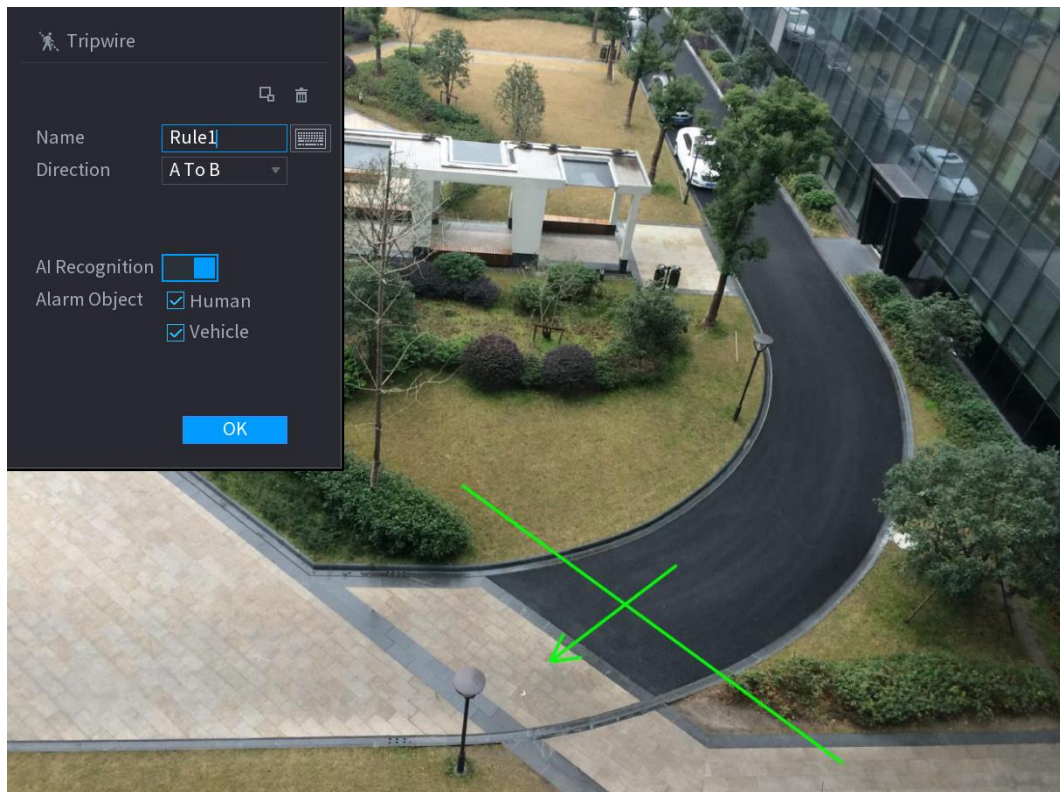 Tripwire
Name Rule1
Direction A To B
AI Recognition
Alarm Object Human
Vehicle
OK